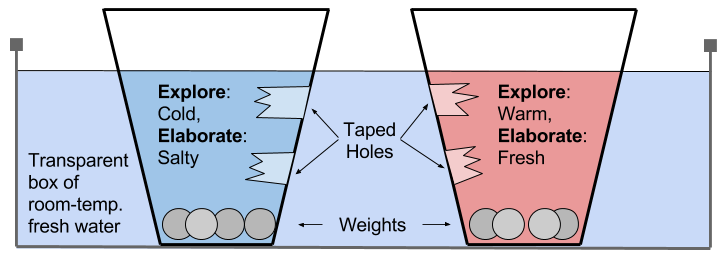 Explore:
Cold,
Elaborate:
Salty
Explore:
Warm,
Elaborate:
Fresh
Taped
Holes
Transparent
box of
room-temp.
fresh water
Weights